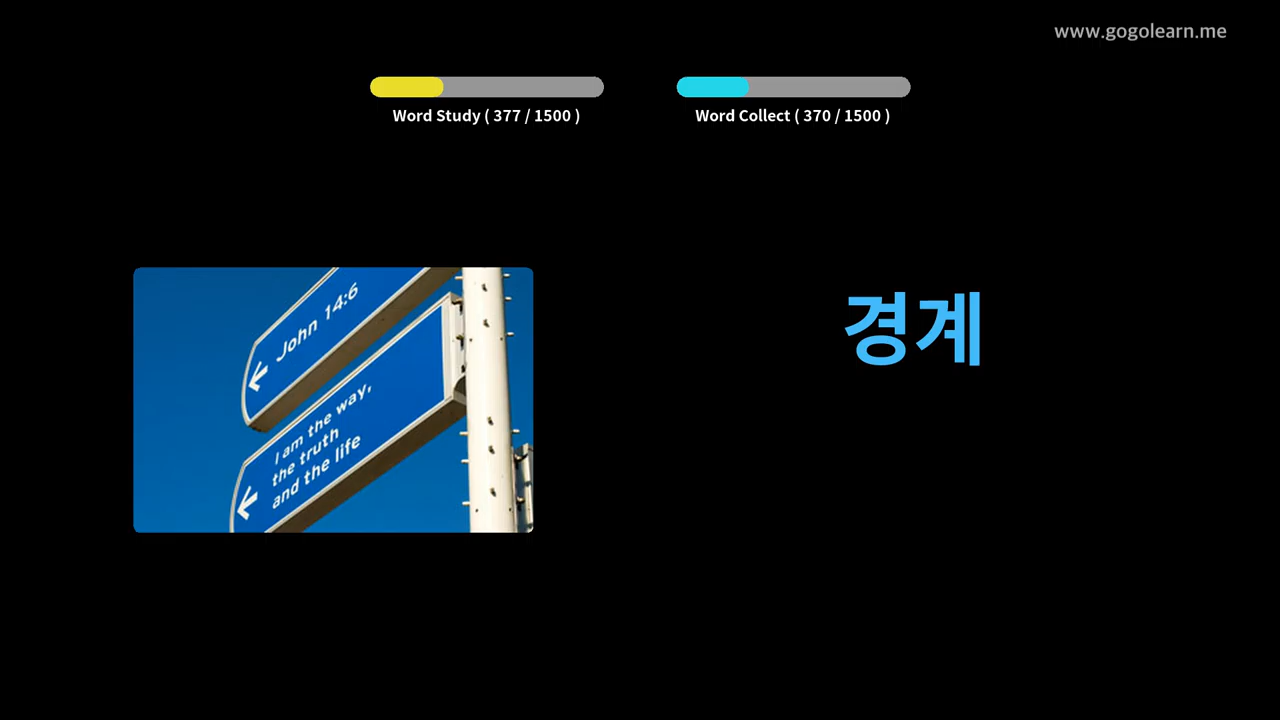 www.gogolearn.me
Word Study ( 377 / 1500 )
Word Collect ( 370 / 1500 )
John 14:6
I am the way,
the truth
and the life
경계